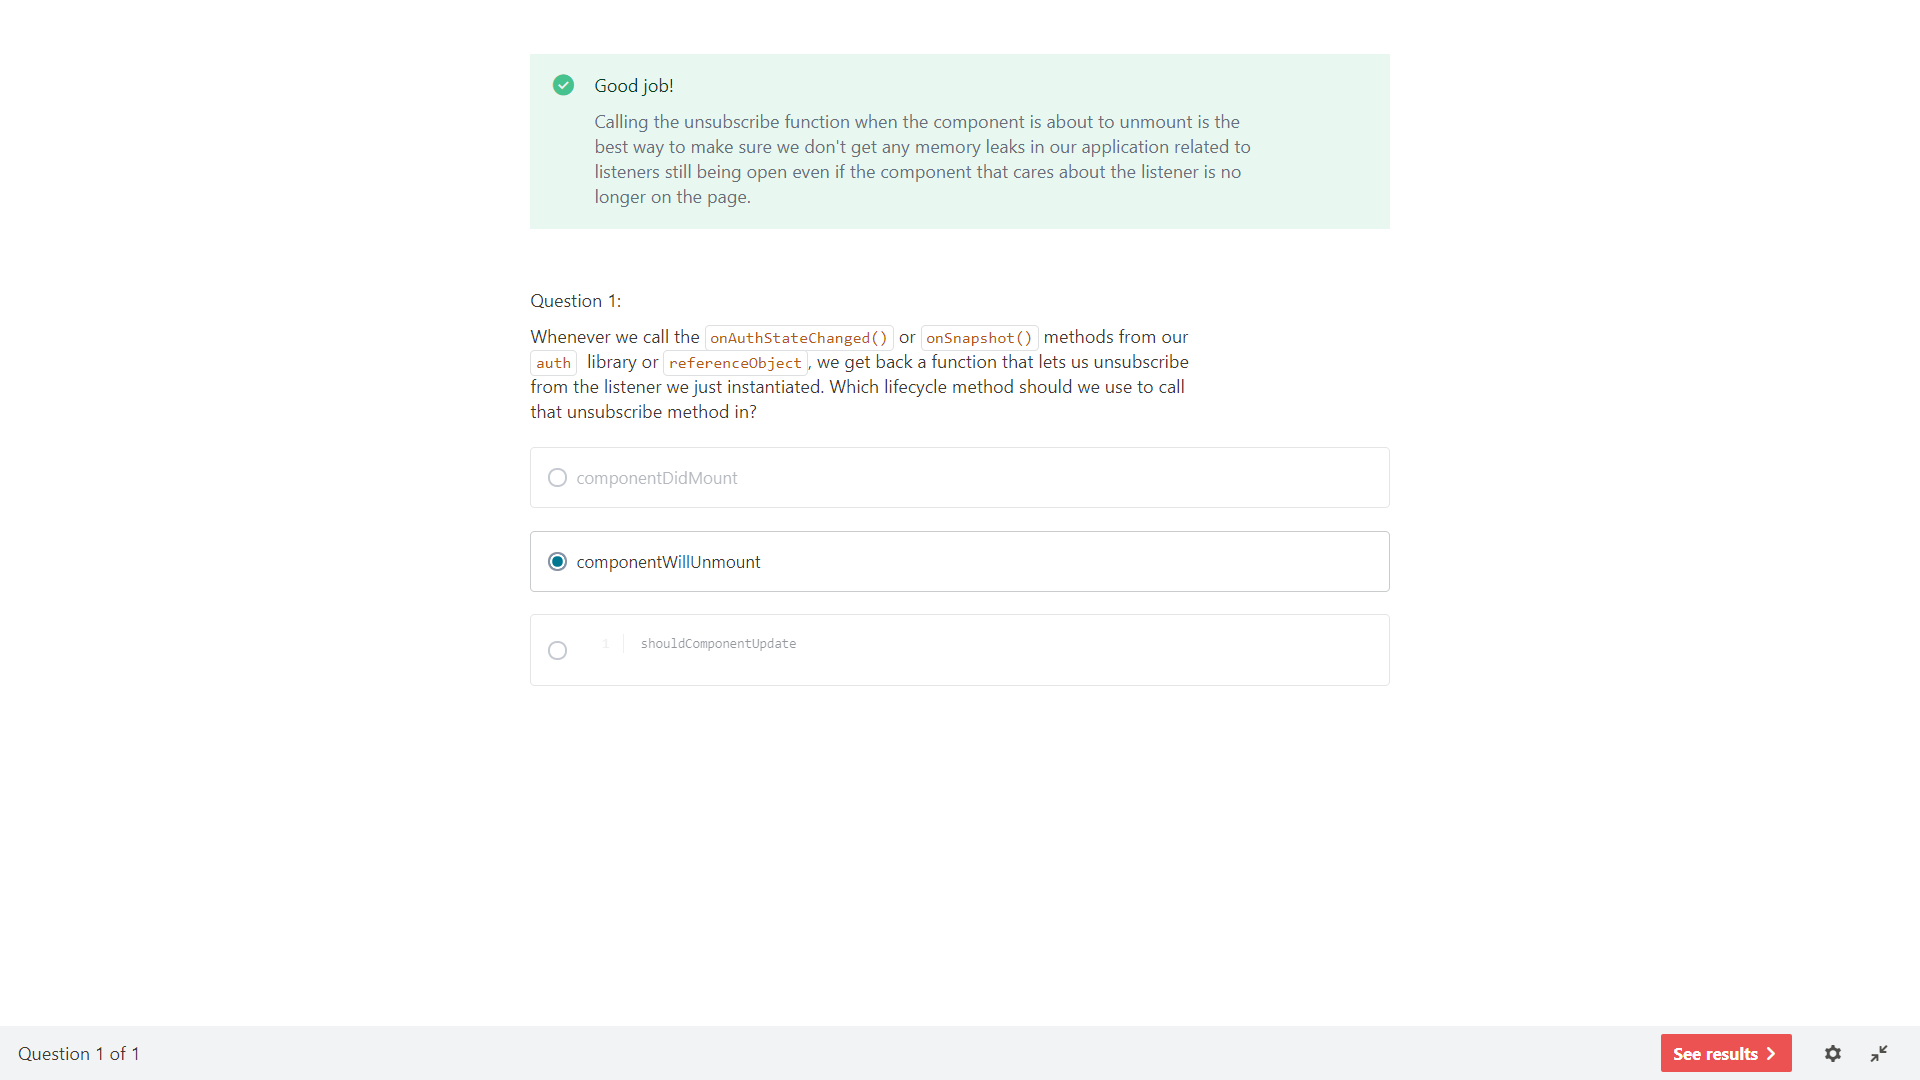 Good job!
Calling the unsubscribe function when the component is about to unmount is the
best way to make sure we don't get any memory leaks in our application related to
listeners still being open even if the component that cares about the listener is no
longer on the page.
Question 1:
Whenever we call the onAuthStateChanged() or onSnapshot() methods from our
auth library or referenceObject, we get back a function that lets us unsubscribe
from the listener we just instantiated. Which lifecycle method should we use to call
that unsubscribe method in?
componentDidMount
componentWillUnmount
1 shouldComponentUpdate
Question 1 of 1
See results